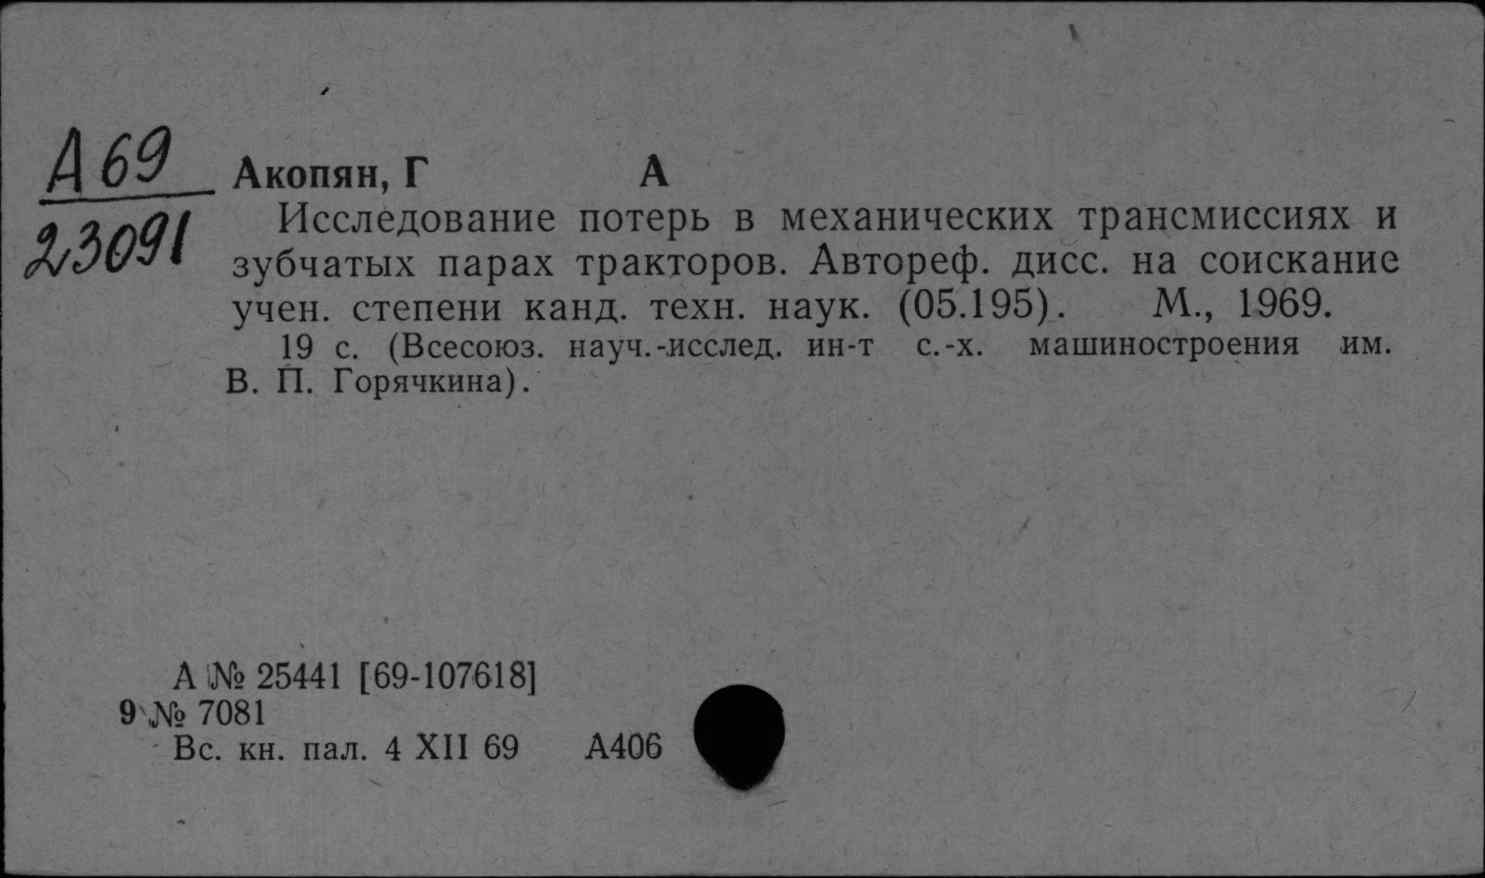 А69
23091
Акопян, Г А
Исследование потерь в механических трансмиссиях и
зубчатых парах тракторов. Автореф. дисс. на соискание
учен. степени канд. техн. наук. (05.195). М., 1969.
19 с. (Всесоюз. науч.-исслед. ин-т с.-х. машиностроения им.
В. П. Горячкина).
А № 25441 [69-107618]
9 № 7081
Вс. кн. пал. 4 XII 69 А406